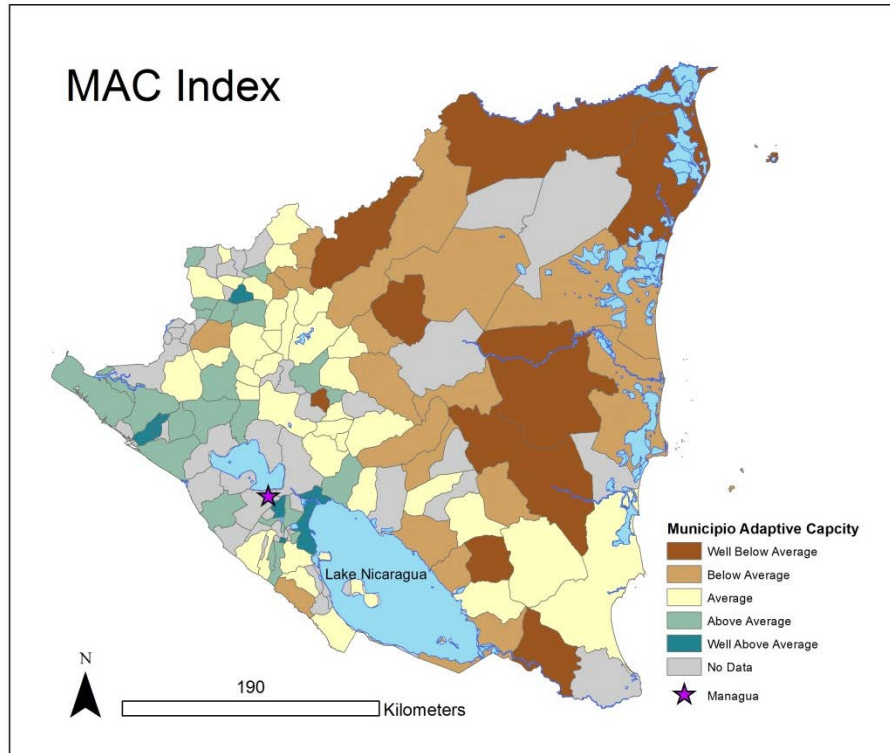 MAC Index
Lake Nicaragua
Municipio Adaptive Capcity
Well Below Average
Below Average
Average
Above Average
Well Above Average
No Data
Managua
N
190
Kilometers